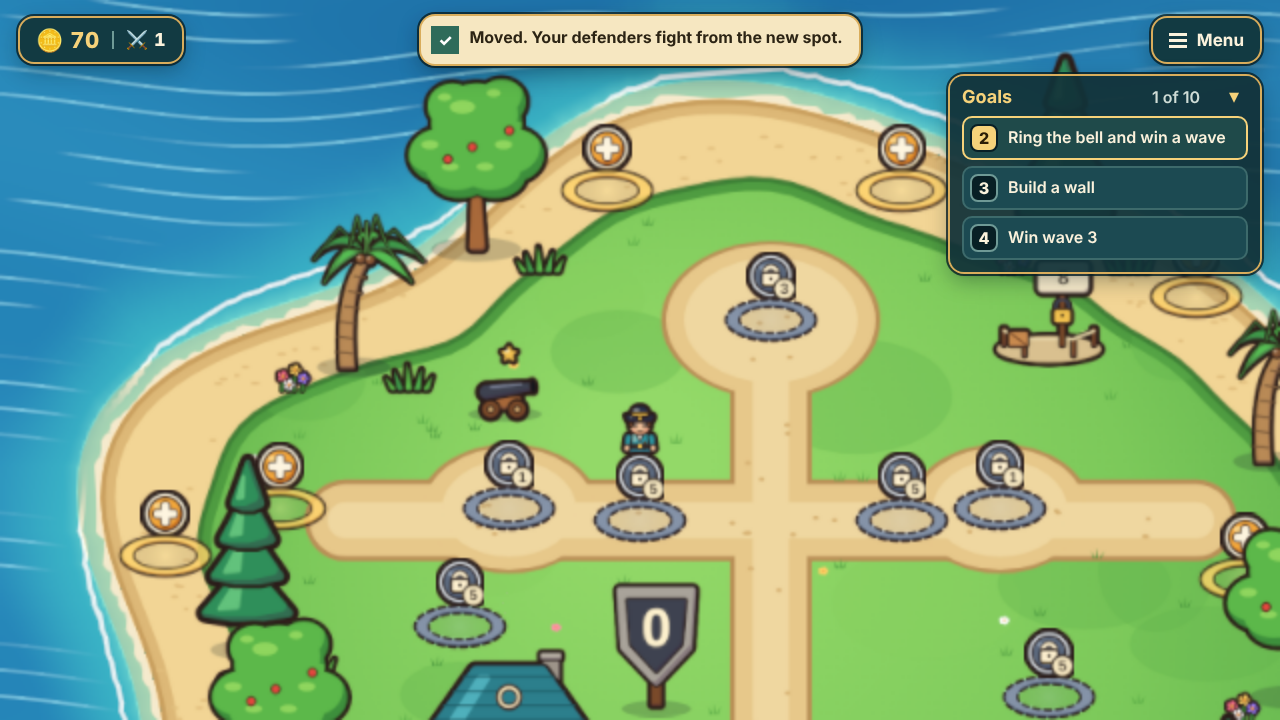 70
1
Moved. Your defenders fight from the new spot.
Menu
Goals
1 of 10
2
Ring the bell and win a wave
3
Build a wall
4
Win wave 3
3
1
5
5
1
5
0
5